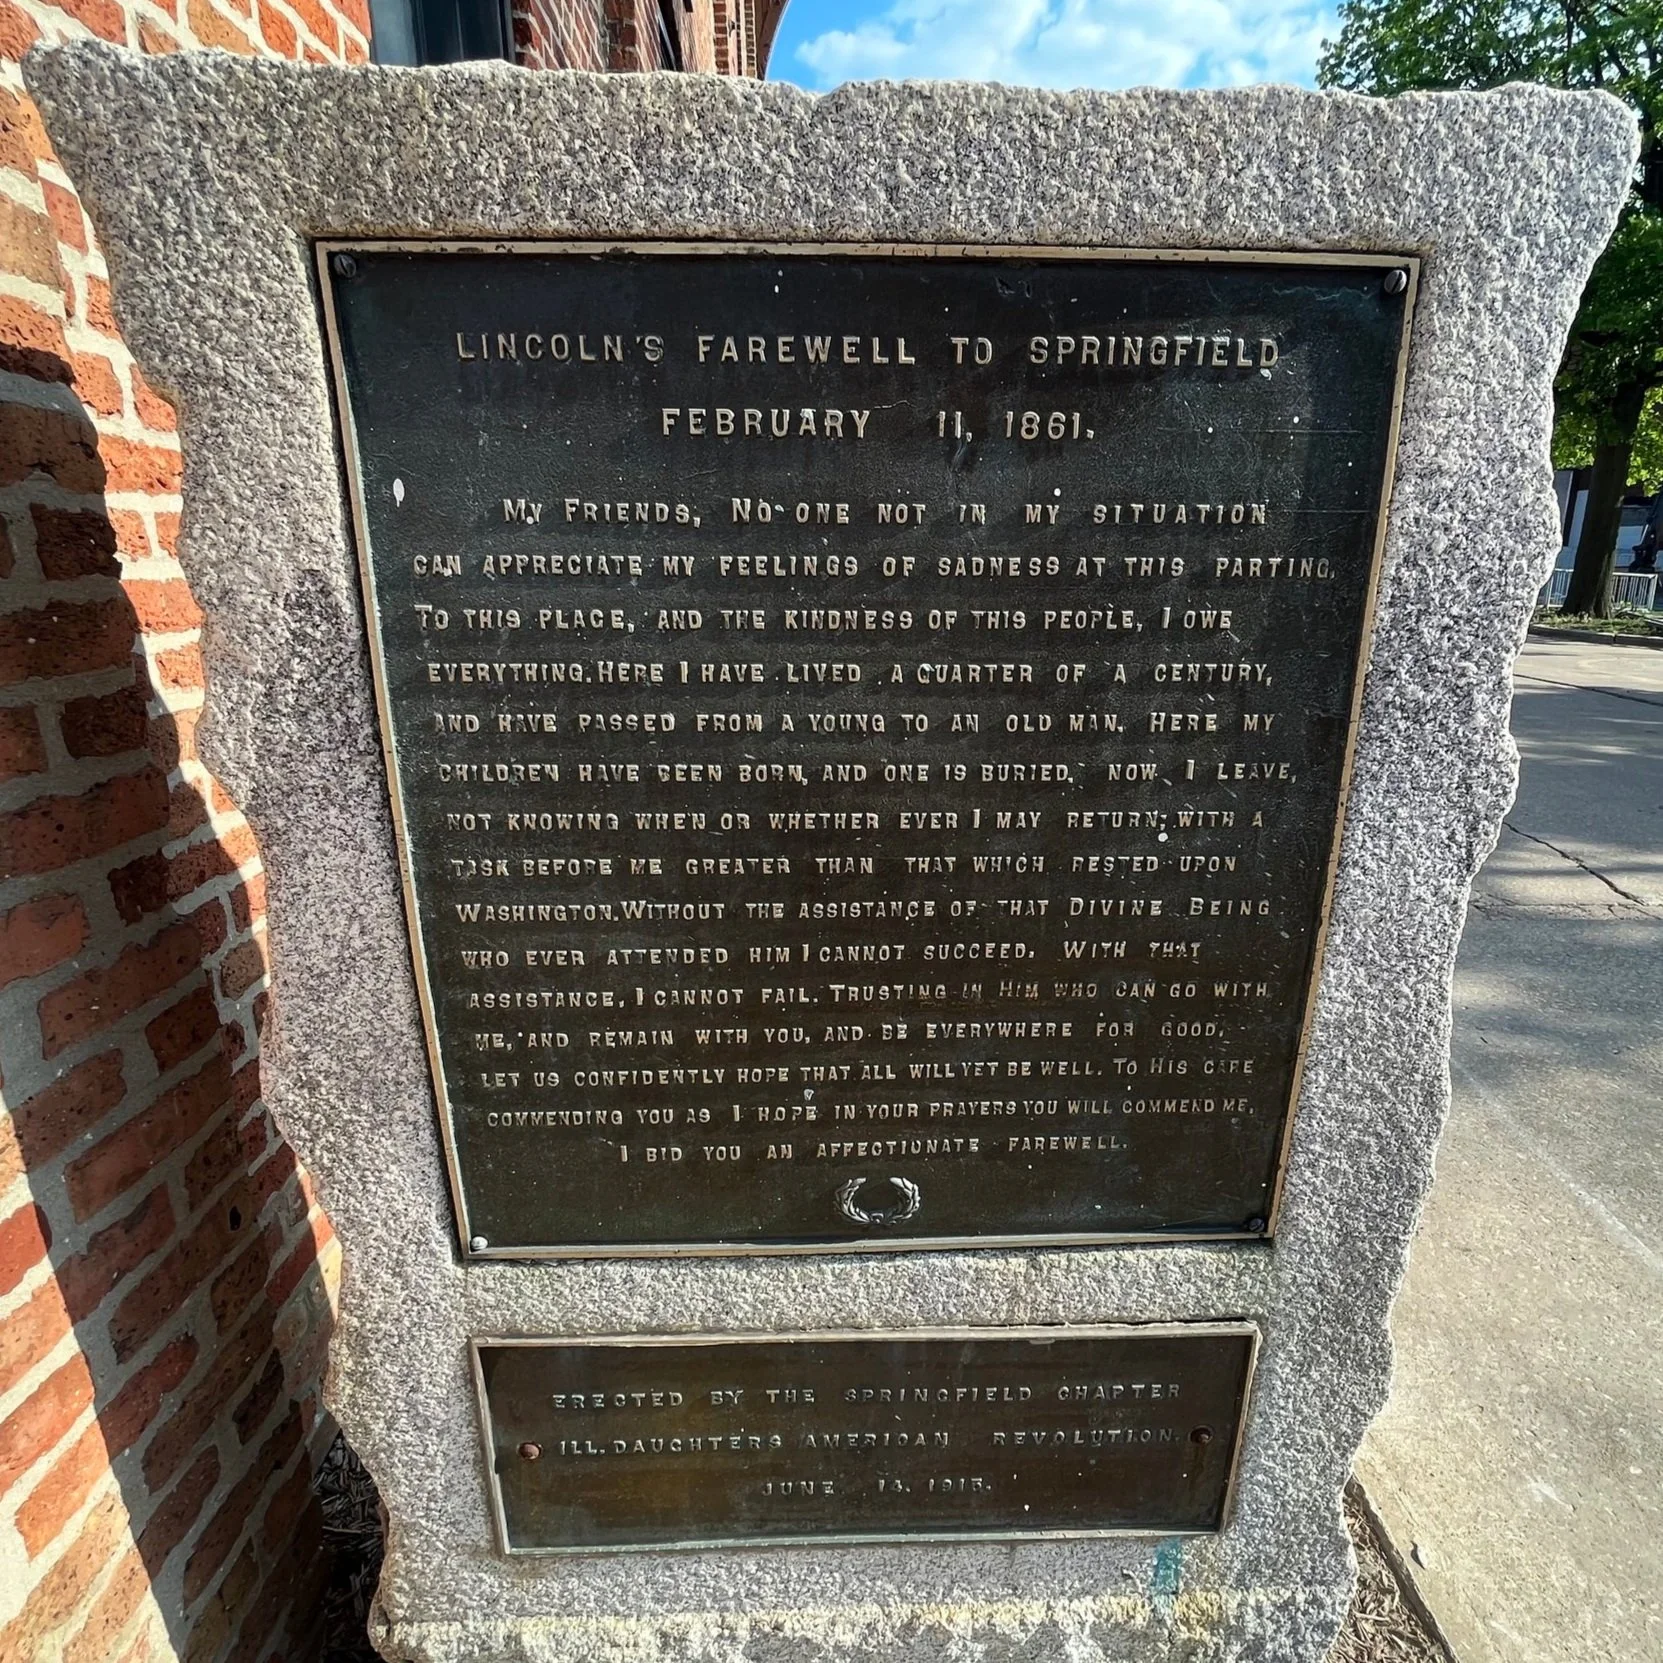 LINCOLN'S FAREWELL TO SPRINGFIELD
FEBRUARY 11, 1861.
MY FRIENDS, NO ONE NOT IN MY SITUATION
CAN APPRECIATE MY FEELINGS OF SADNESS AT THIS PARTING.
TO THIS PLACE, AND THE KINDNESS OF THIS PEOPLE, I OWE
EVERYTHING. HERE I HAVE LIVED A QUARTER OF A CENTURY,
AND HAVE PASSED FROM A YOUNG TO AN OLD MAN. HERE MY
CHILDREN HAVE BEEN BORN, AND ONE IS BURIED. NOW I LEAVE,
NOT KNOWING WHEN OR WHETHER EVER I MAY RETURN; WITH A
TASK BEFORE ME GREATER THAN THAT WHICH RESTED UPON
WASHINGTON. WITHOUT THE ASSISTANCE OF THAT DIVINE BEING
WHO EVER ATTENDED HIM I CANNOT SUCCEED. WITH THAT
ASSISTANCE, I CANNOT FAIL. TRUSTING IN HIM WHO CAN GO WITH
ME, AND REMAIN WITH YOU, AND BE EVERYWHERE FOR GOOD,
LET US CONFIDENTLY HOPE THAT ALL WILL YET BE WELL. TO HIS CARE
COMMENDING YOU AS I HOPE IN YOUR PRAYERS YOU WILL COMMEND ME,
I BID YOU AN AFFECTIONATE FAREWELL.
ERECTED BY THE SPRINGFIELD CHAPTER
ILL. DAUGHTERS AMERICAN REVOLUTION.
JUNE 14, 1915.